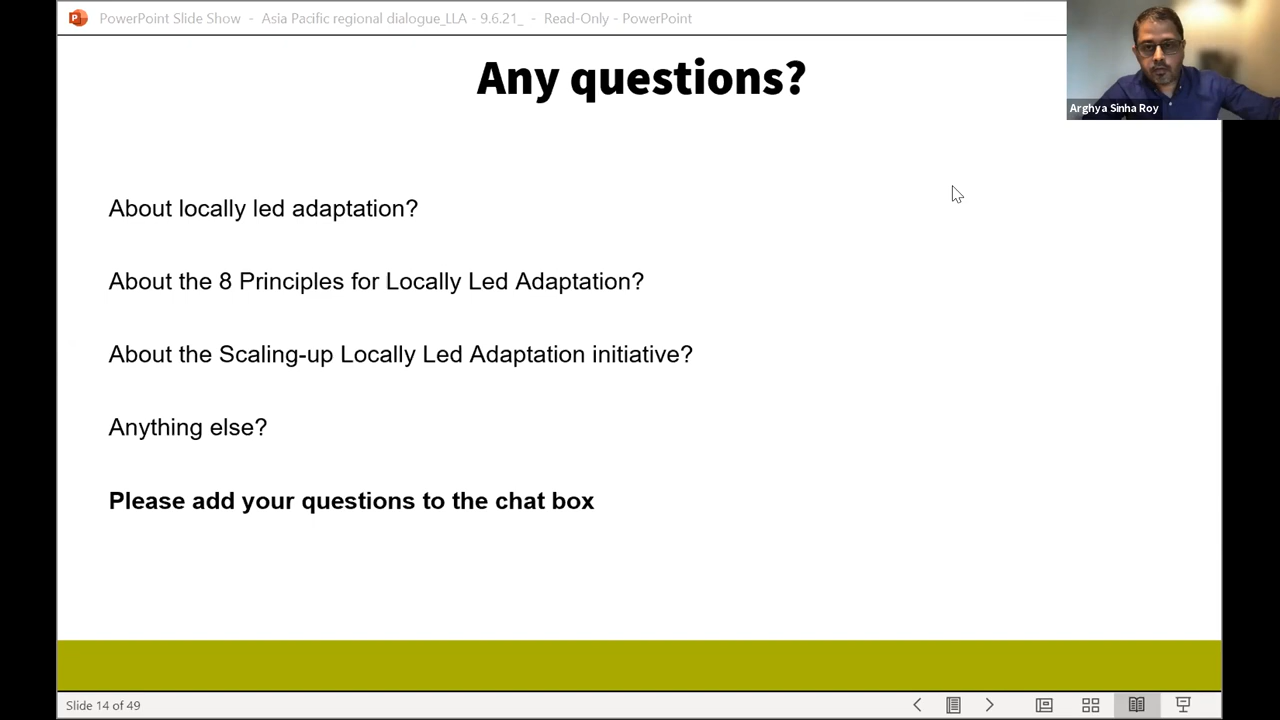 PowerPoint Slide Show - Asia Pacific regional dialogue_LLA - 9.6.21_ - Read-Only - PowerPoint
Arghya Sinha Roy
Any questions?
About locally led adaptation?
About the 8 Principles for Locally Led Adaptation?
About the Scaling-up Locally Led Adaptation initiative?
Anything else?
Please add your questions to the chat box
Slide 14 of 49